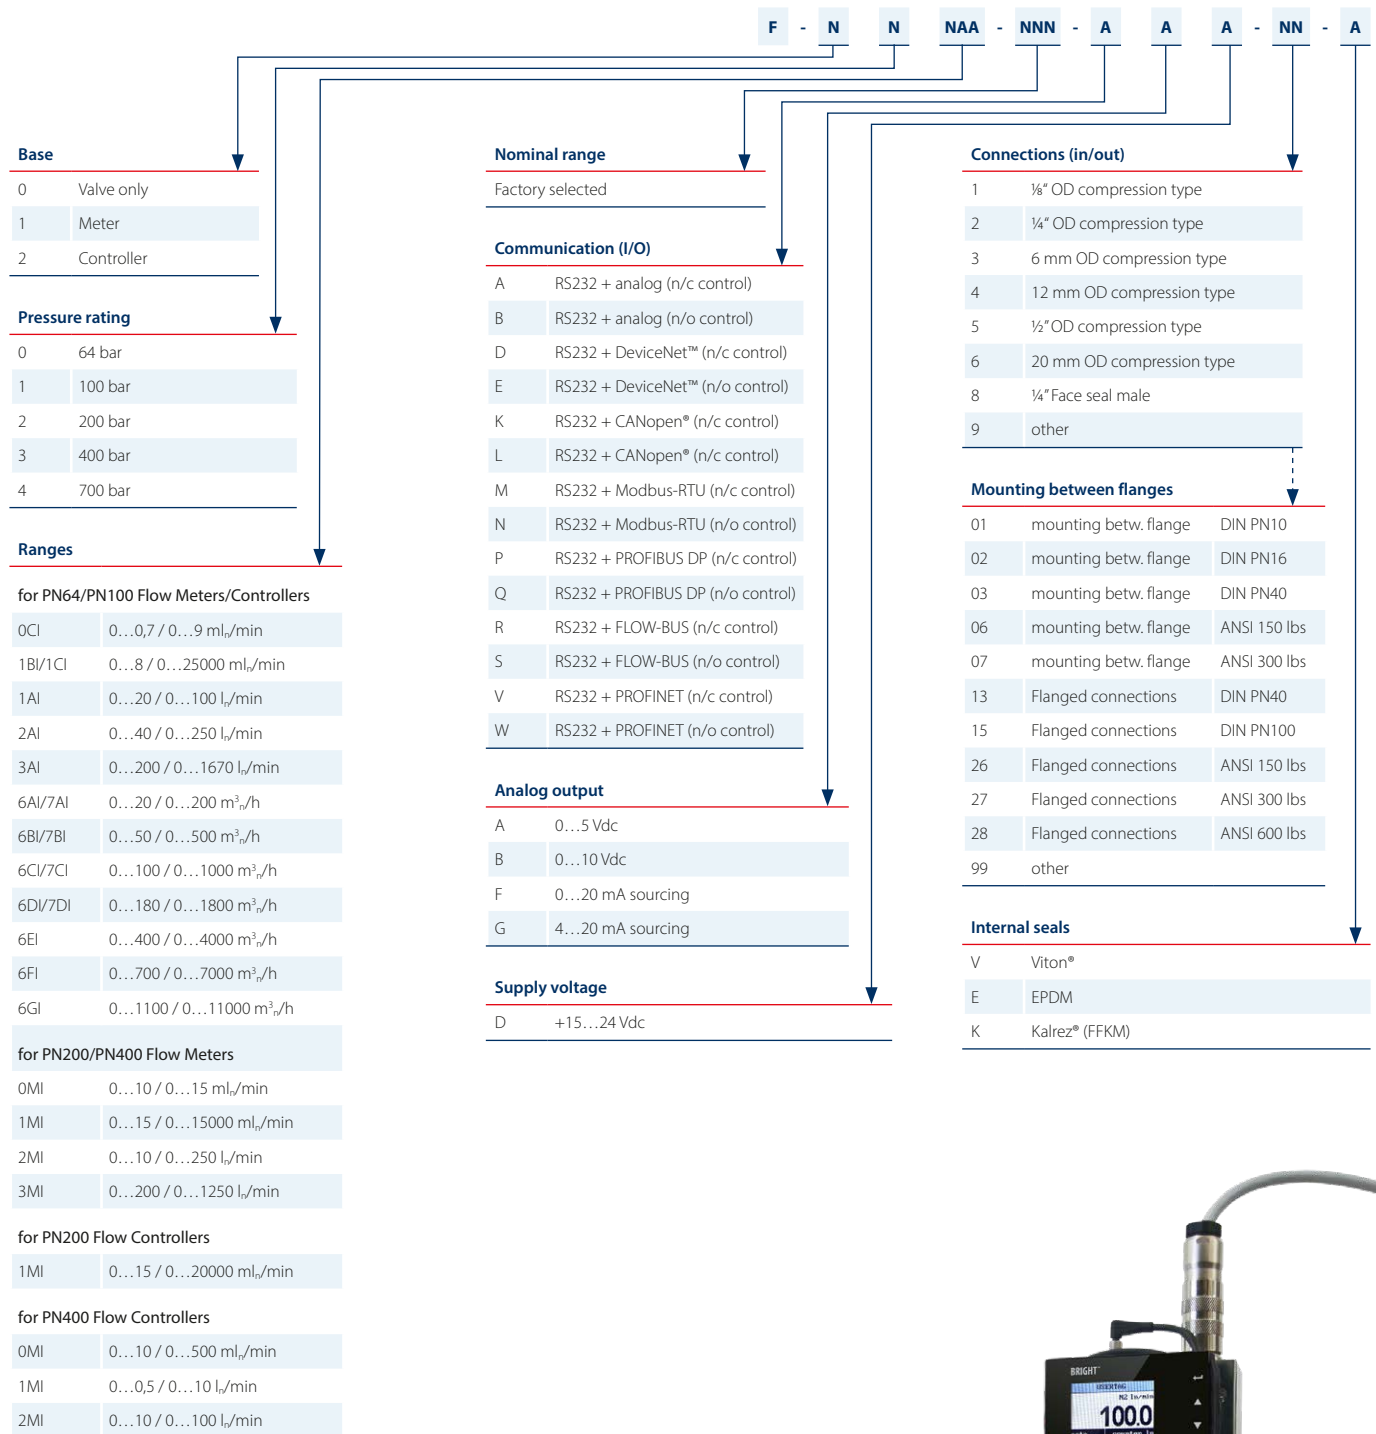 F - N N NAA - NNN - A A A - NN - A
Base
0 Valve only
1 Meter
2 Controller
Pressure rating
0 64 bar
1 100 bar
2 200 bar
3 400 bar
4 700 bar
Ranges
for PN64/PN100 Flow Meters/Controllers
0CI 0…0,7 / 0…9 mlₙ/min
1BI/1CI 0…8 / 0…25000 mlₙ/min
1AI 0…20 / 0…100 lₙ/min
2AI 0…40 / 0…250 lₙ/min
3AI 0…200 / 0…1670 lₙ/min
6AI/7AI 0…20 / 0…200 m³ₙ/h
6BI/7BI 0…50 / 0…500 m³ₙ/h
6CI/7CI 0…100 / 0…1000 m³ₙ/h
6DI/7DI 0…180 / 0…1800 m³ₙ/h
6EI 0…400 / 0…4000 m³ₙ/h
6FI 0…700 / 0…7000 m³ₙ/h
6GI 0…1100 / 0…11000 m³ₙ/h
for PN200/PN400 Flow Meters
0MI 0…10 / 0…15 mlₙ/min
1MI 0…15 / 0…15000 mlₙ/min
2MI 0…10 / 0…250 lₙ/min
3MI 0…200 / 0…1250 lₙ/min
for PN200 Flow Controllers
1MI 0…15 / 0…20000 mlₙ/min
for PN400 Flow Controllers
0MI 0…10 / 0…500 mlₙ/min
1MI 0…0,5 / 0…10 lₙ/min
2MI 0…10 / 0…100 lₙ/min
Nominal range
Factory selected
Communication (I/O)
A RS232 + analog (n/c control)
B RS232 + analog (n/o control)
D RS232 + DeviceNet™ (n/c control)
E RS232 + DeviceNet™ (n/o control)
K RS232 + CANopen® (n/c control)
L RS232 + CANopen® (n/c control)
M RS232 + Modbus-RTU (n/c control)
N RS232 + Modbus-RTU (n/o control)
P RS232 + PROFIBUS DP (n/c control)
Q RS232 + PROFIBUS DP (n/o control)
R RS232 + FLOW-BUS (n/c control)
S RS232 + FLOW-BUS (n/o control)
V RS232 + PROFINET (n/c control)
W RS232 + PROFINET (n/o control)
Analog output
A 0…5 Vdc
B 0…10 Vdc
F 0…20 mA sourcing
G 4…20 mA sourcing
Supply voltage
D +15…24 Vdc
Connections (in/out)
1 ⅛“ OD compression type
2 ¼“ OD compression type
3 6 mm OD compression type
4 12 mm OD compression type
5 ½” OD compression type
6 20 mm OD compression type
8 ¼” Face seal male
9 other
Mounting between flanges
01 mounting betw. flange DIN PN10
02 mounting betw. flange DIN PN16
03 mounting betw. flange DIN PN40
06 mounting betw. flange ANSI 150 lbs
07 mounting betw. flange ANSI 300 lbs
13 Flanged connections DIN PN40
15 Flanged connections DIN PN100
26 Flanged connections ANSI 150 lbs
27 Flanged connections ANSI 300 lbs
28 Flanged connections ANSI 600 lbs
99 other
Internal seals
V Viton®
E EPDM
K Kalrez® (FFKM)
BRIGHT™
USERTAG
N2 ln/min
100.0